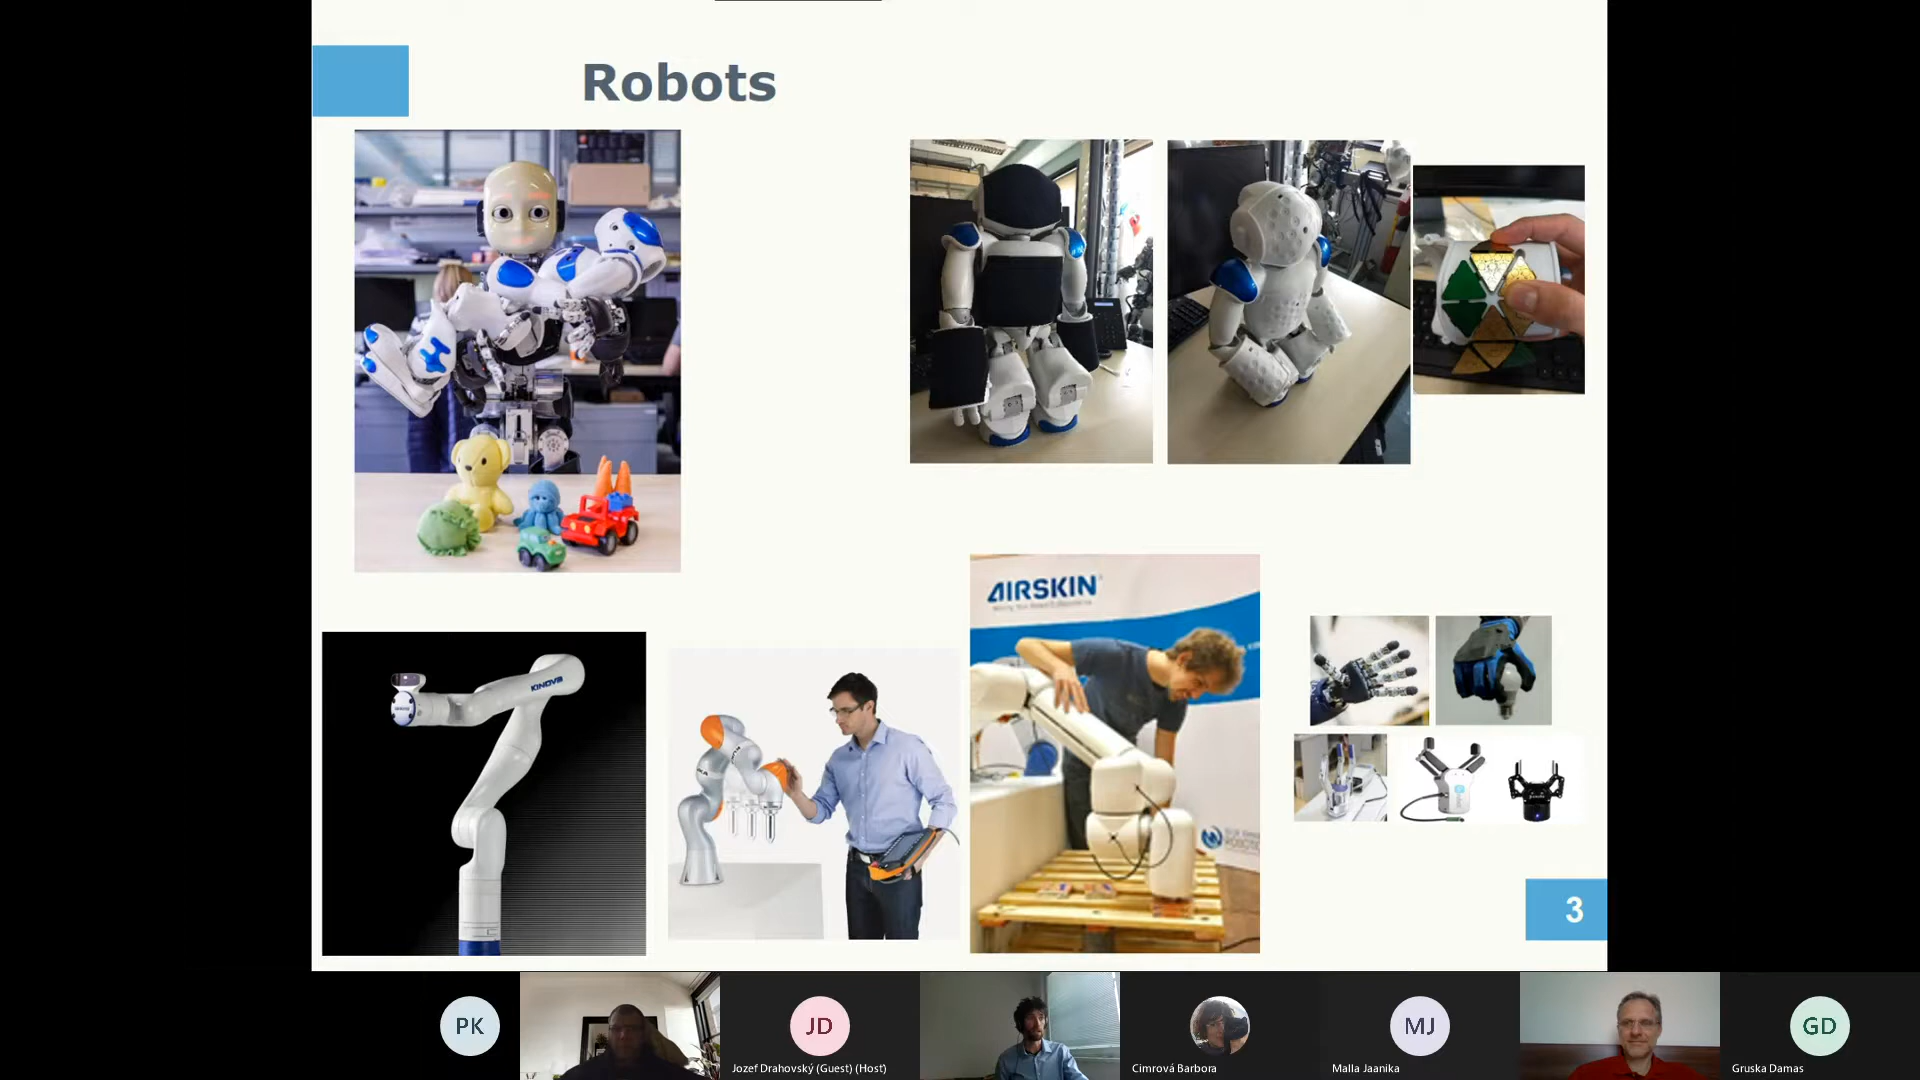 Robots
AIRSKIN
KINOVA
3
PK
JD
MJ
GD
Jozef Drahovský (Guest) (Host)
Cimrová Barbora
Malla Jaanika
Gruska Damas